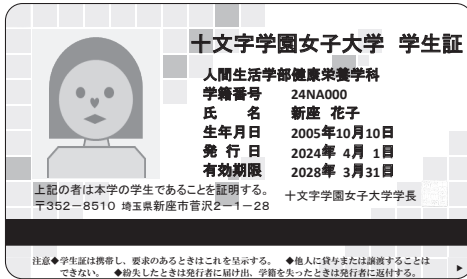 十文字学園女子大学 学生証
人間生活学部健康栄養学科
学籍番号 24NA000
氏 名 新座 花子
生年月日 2005年10月10日
発 行 日 2024年 4月 1日
有効期限 2028年 3月31日
上記の者は本学の学生であることを証明する。
〒352-8510 埼玉県新座市菅沢2-1-28
十文字学園女子大学学長
注意◆学生証は携帯し、要求のあるときはこれを呈示する。 ◆他人に貸与または譲渡することは
できない。 ◆紛失したときは発行者に届け出、学籍を失ったときは発行者に返付する。